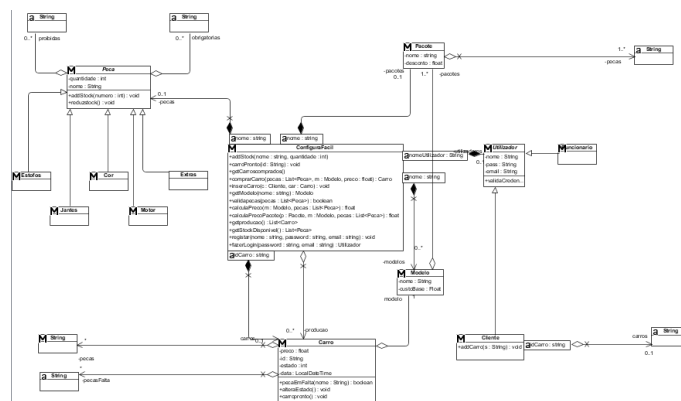 String
String
0..*
proibidas
0..*
obrigatorias
Peca
-quantidade : int
-nome : String
+addStock(numero : int) : void
+reduzstock() : void
0..1
-pecas
Estofos
Cor
Extras
Jantes
Motor
Pacote
-nome : string
-desconto : float
1..*
-pecas
String
-pacotes
0..1
1..*
-pacotes
nome : string
nome : string
ConfiguraFacil
+addStock(nome : string, quantidade : int)
+carroPronto(id : String) : void
+getCarroscomprados()
+comprarCarro(pecas : List<Peca>, m : Modelo, preco : float) : Carro
+insereCarro(c : Cliente, car : Carro) : void
+getModelo(nome : string) : Modelo
+validapecas(pecas : List<Peca>) : boolean
+calculaPreco(m : Modelo, pecas : List<Peca>) : float
+calculaPrecoPacote(p : Pacote, m : Modelo, pecas : List<Peca>) : float
+getproducao() : List<Carro>
+getStockDisponivel() : List<Peca>
+registar(nome : string, password : string, email : string) : void
+fazerLogin(password : string, email : string) : Utilizador
idCarro : string
nomeUtilizador : String
nome : string
0..1
Utilizador
-nome : String
-pass : String
-email : String
Funcionario
0..*
-modelos
Modelo
-nome : String
-custoBase : Float
modelo
1
0..*
-producao
carros
0..1
Carro
-preco : float
-id : String
-estado : int
-data : LocalDateTime
+pecaEmFalta(nome : String) : boolean
+alteraEstado() : void
+carropronto() : void
String
*
-pecas
String
*
-pecasFalta
Cliente
+addCarro(s : String) : void
idCarro : string
carros
0..1
String